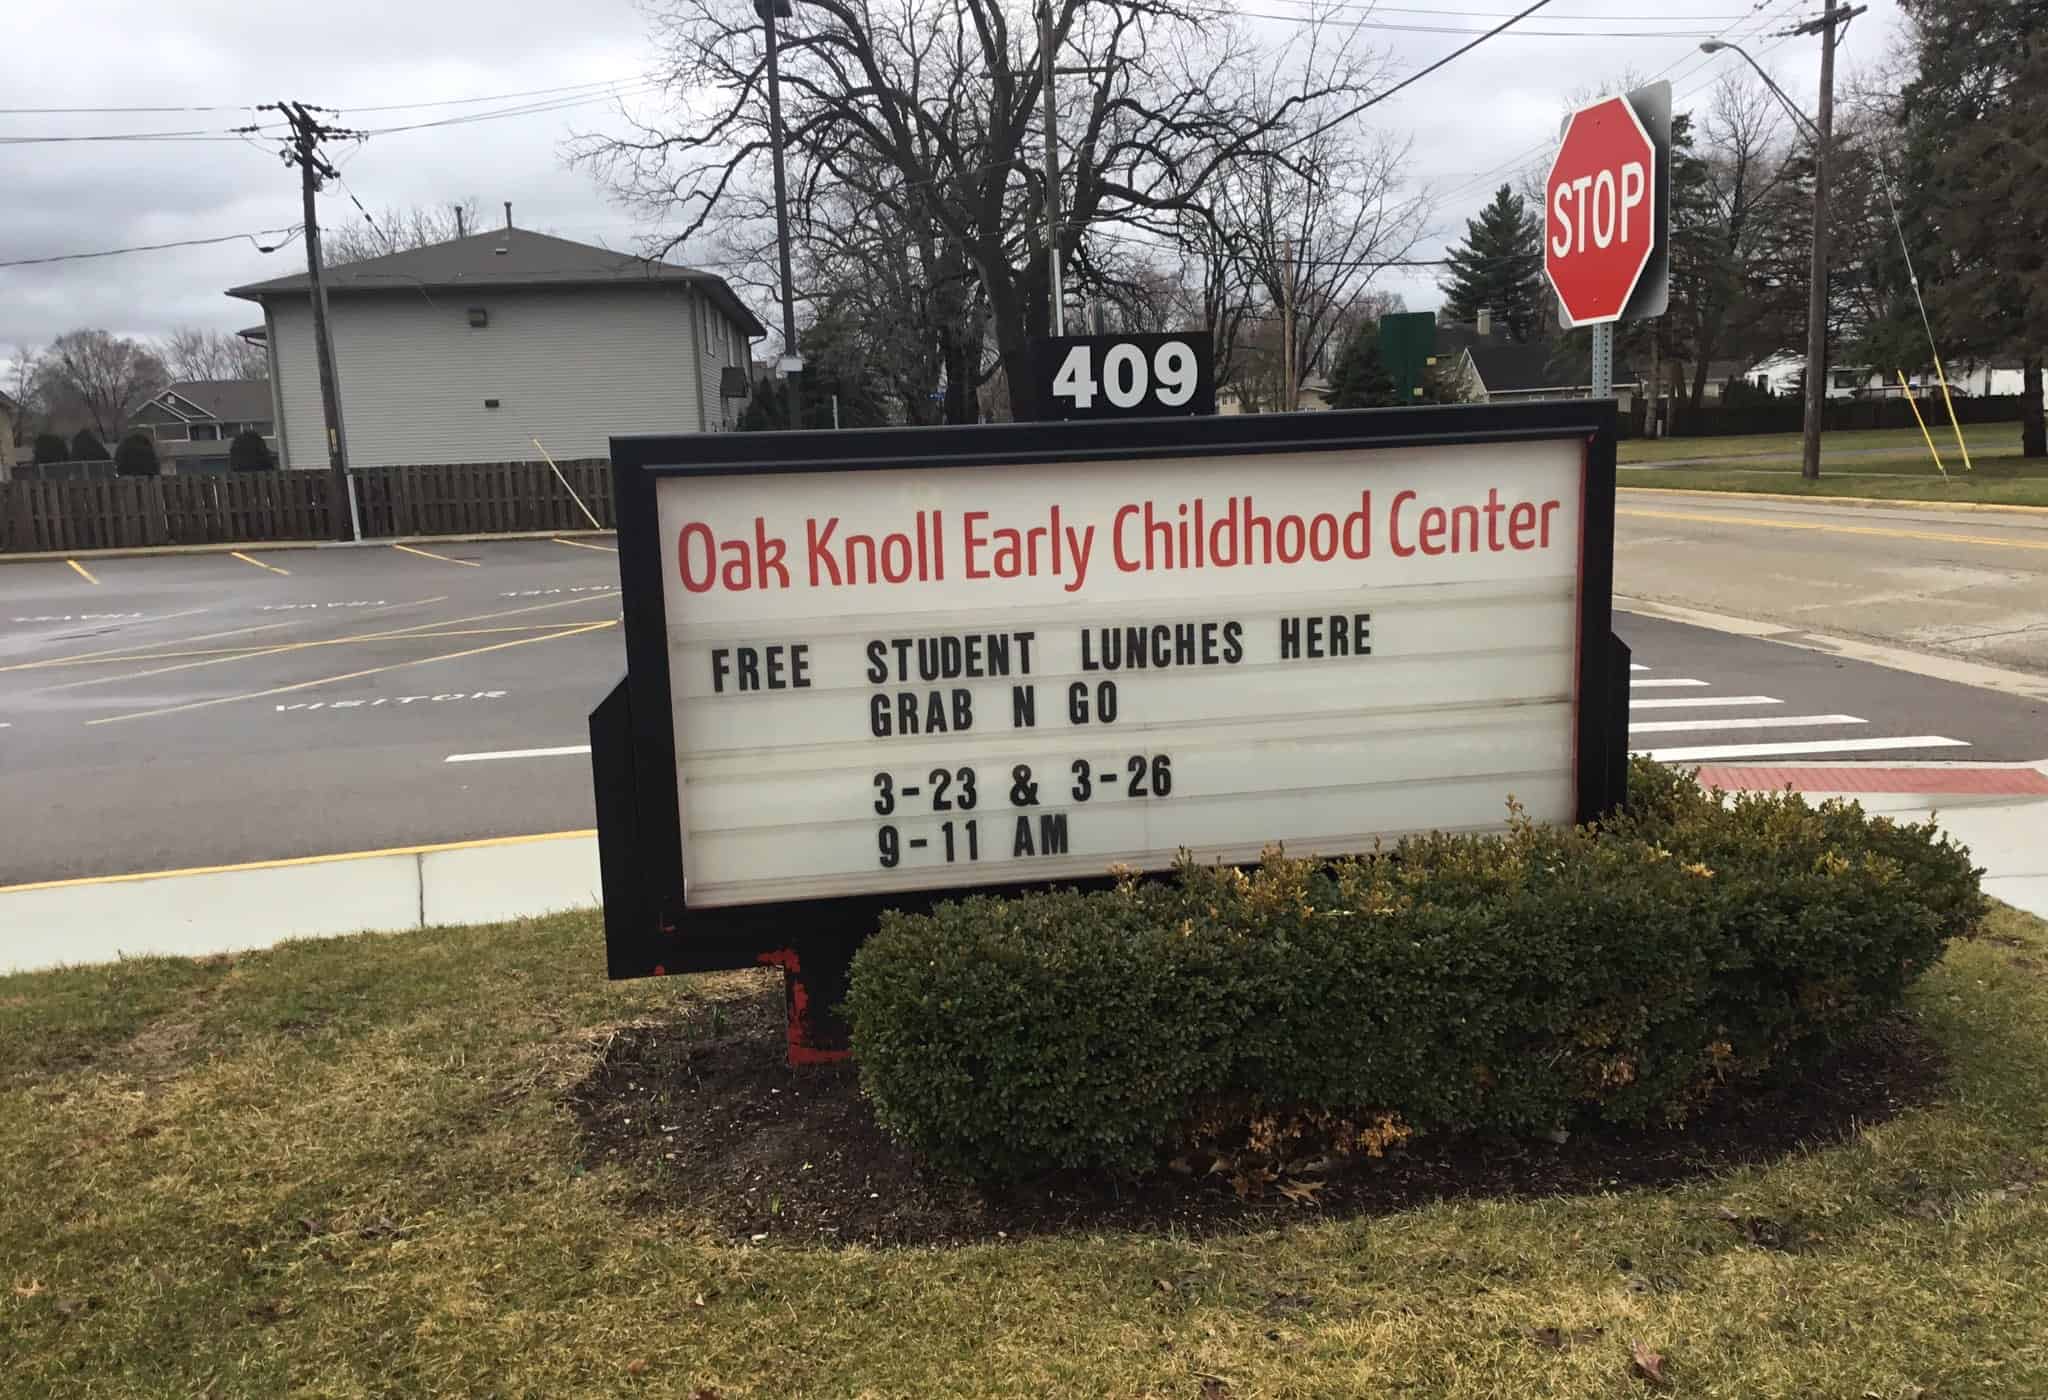 STOP
409
Oak Knoll Early Childhood Center
FREE STUDENT LUNCHES HERE
GRAB N GO
3-23 & 3-26
9-11 AM
VISITOR